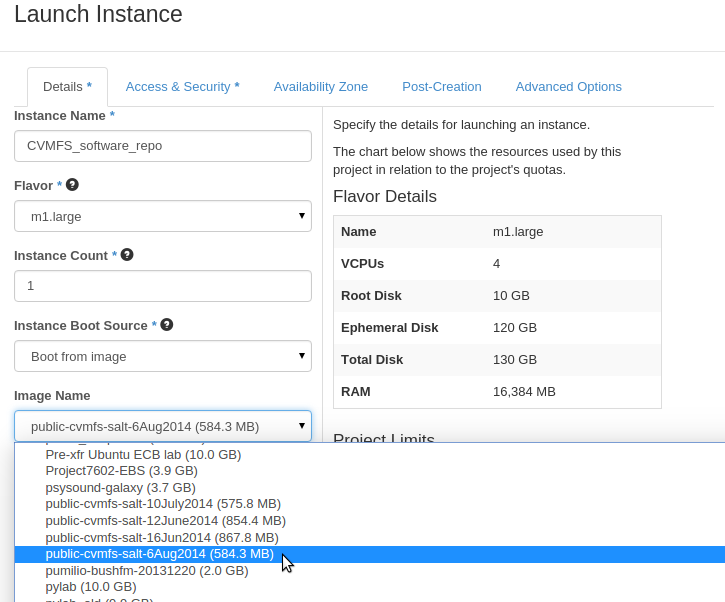 Launch Instance
Details * Access & Security * Availability Zone Post-Creation Advanced Options
Instance Name *
CVMFS_software_repo
Flavor *
m1.large
Instance Count *
1
Instance Boot Source *
Boot from image
Image Name
public-cvmfs-salt-6Aug2014 (584.3 MB)
Specify the details for launching an instance.
The chart below shows the resources used by this
project in relation to the project's quotas.
Flavor Details
Name m1.large
VCPUs 4
Root Disk 10 GB
Ephemeral Disk 120 GB
Total Disk 130 GB
RAM 16,384 MB
Project Limits
Pre-xfr Ubuntu ECB lab (10.0 GB)
Project7602-EBS (3.9 GB)
psysound-galaxy (3.7 GB)
public-cvmfs-salt-10July2014 (575.8 MB)
public-cvmfs-salt-12June2014 (854.4 MB)
public-cvmfs-salt-16Jun2014 (867.8 MB)
public-cvmfs-salt-6Aug2014 (584.3 MB)
pumilio-bushfm-20131220 (2.0 GB)
pylab (10.0 GB)